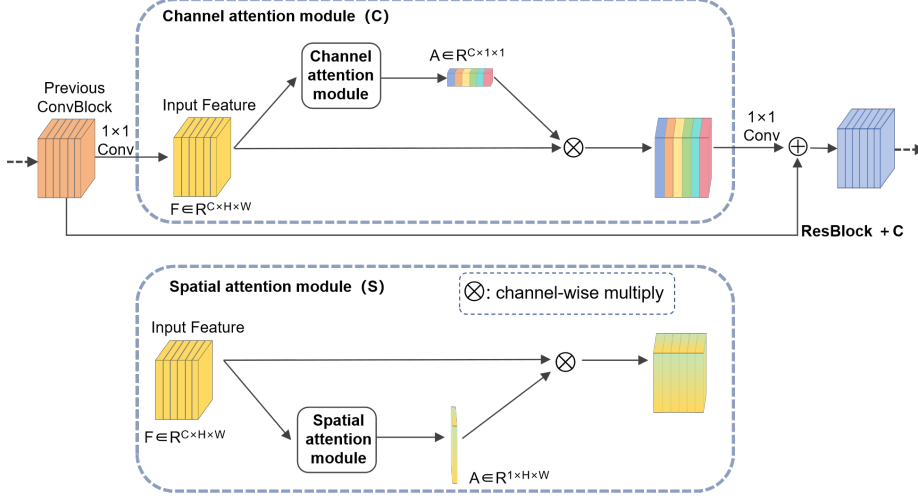 Channel attention module（C）
Channel
attention
module
A∈R^{C×1×1}
Previous
ConvBlock
1×1
Conv
Input Feature
F∈R^{C×H×W}
1×1
Conv
ResBlock + C
Spatial attention module（S）
⊗: channel-wise multiply
Input Feature
F∈R^{C×H×W}
Spatial
attention
module
A∈R^{1×H×W}